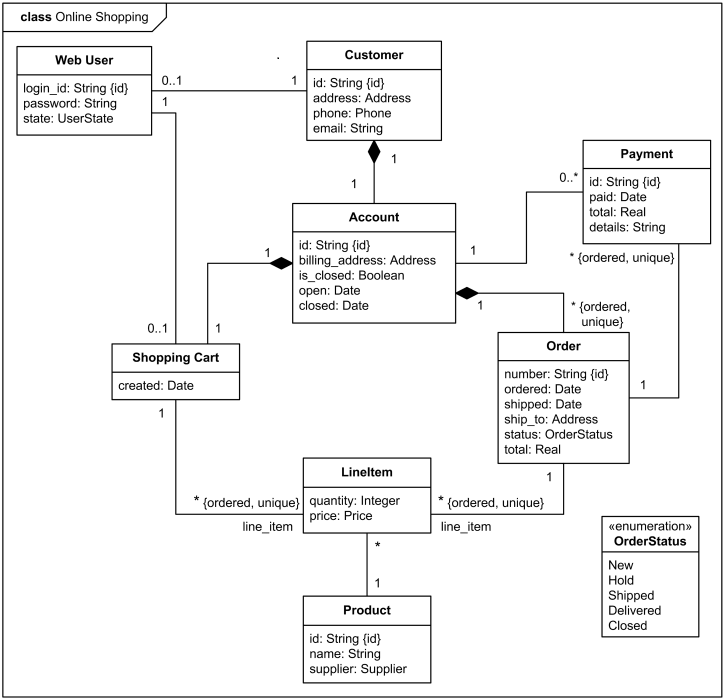 class Online Shopping
Web User
login_id: String {id}
password: String
state: UserState
0..1
1
1
Customer
id: String {id}
address: Address
phone: Phone
email: String
1
1
Payment
id: String {id}
paid: Date
total: Real
details: String
0..*
1
* {ordered, unique}
Account
id: String {id}
billing_address: Address
is_closed: Boolean
open: Date
closed: Date
1
1
* {ordered,
unique}
0..1
1
Shopping Cart
created: Date
1
Order
number: String {id}
ordered: Date
shipped: Date
ship_to: Address
status: OrderStatus
total: Real
1
1
LineItem
quantity: Integer
price: Price
* {ordered, unique}
line_item
* {ordered, unique}
line_item
*
1
Product
id: String {id}
name: String
supplier: Supplier
«enumeration»
OrderStatus
New
Hold
Shipped
Delivered
Closed